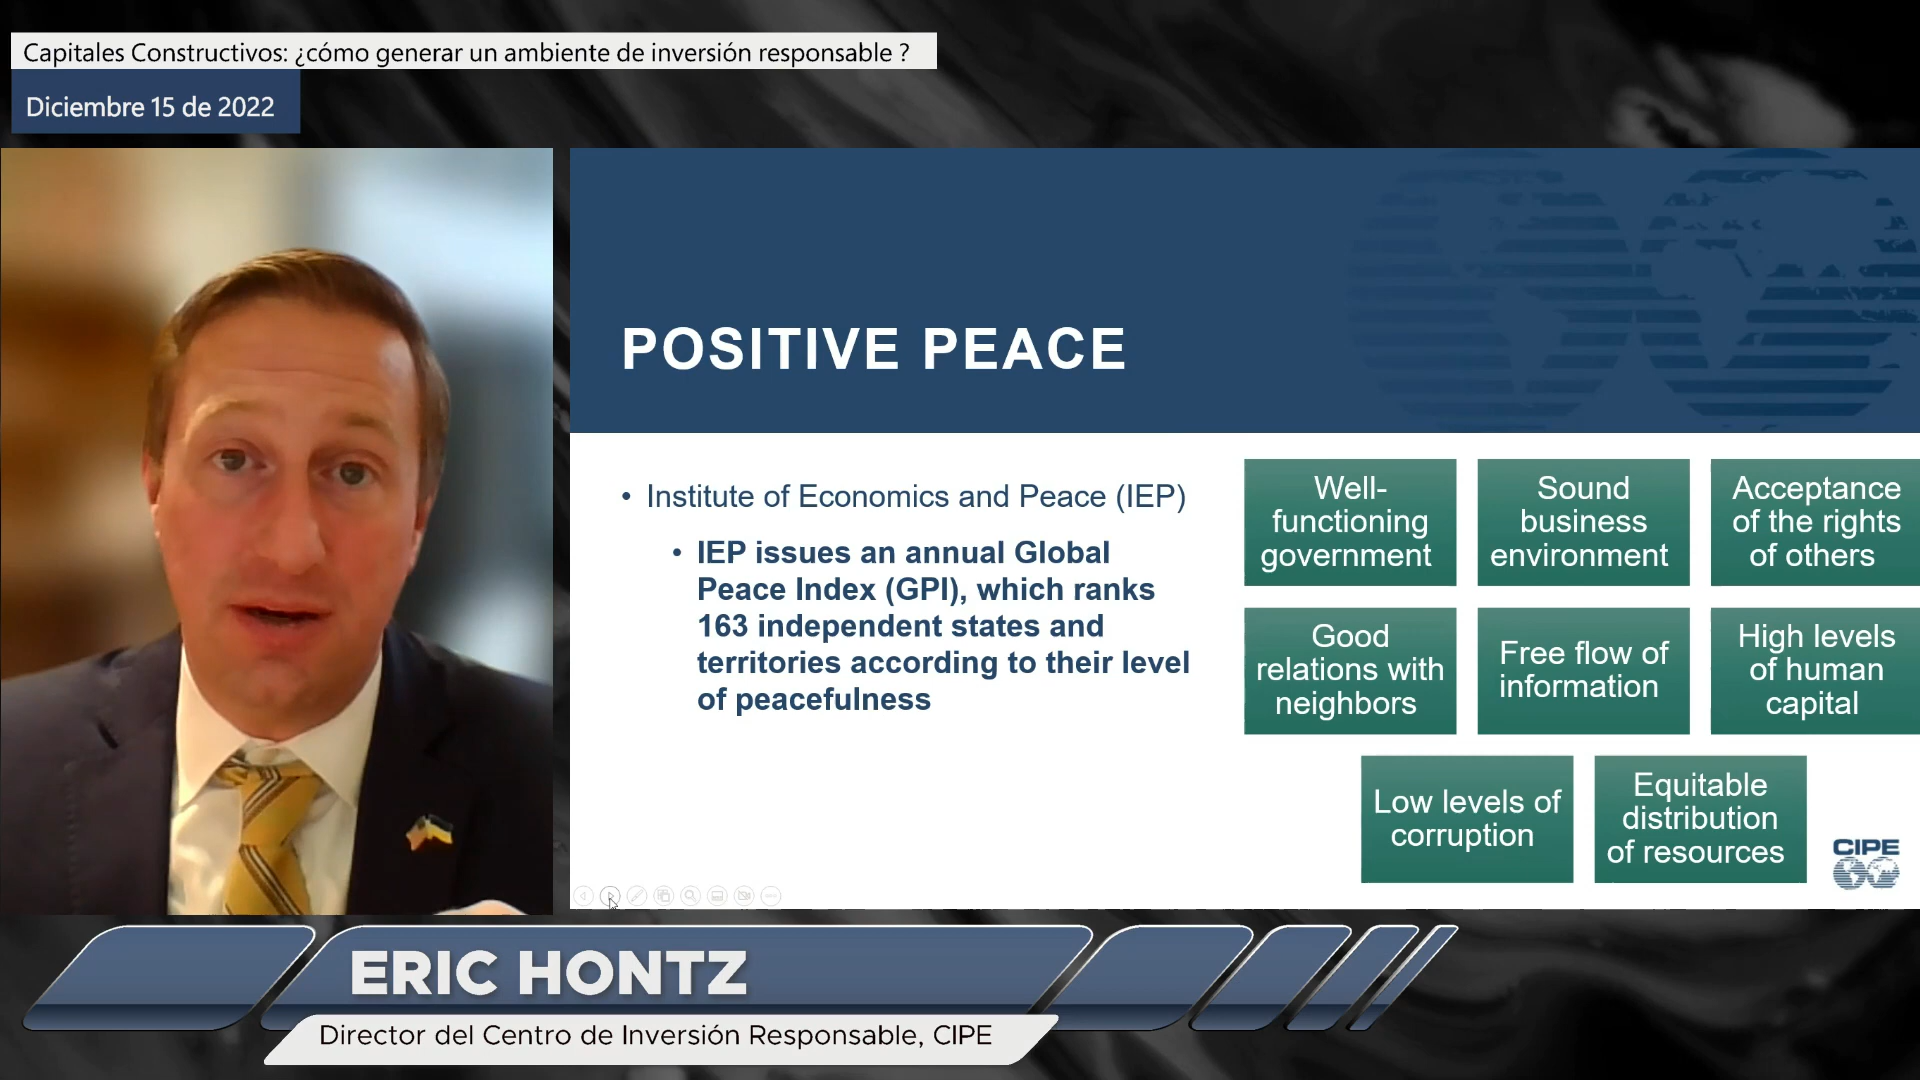 Capitales Constructivos: ¿cómo generar un ambiente de inversión responsable ?
Diciembre 15 de 2022
POSITIVE PEACE
• Institute of Economics and Peace (IEP)
• IEP issues an annual Global
Peace Index (GPI), which ranks
163 independent states and
territories according to their level
of peacefulness
Well-
functioning
government
Sound
business
environment
Acceptance
of the rights
of others
Good
relations with
neighbors
Free flow of
information
High levels
of human
capital
Low levels of
corruption
Equitable
distribution
of resources
CIPE
ERIC HONTZ
Director del Centro de Inversión Responsable, CIPE